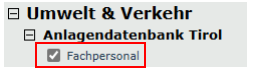 Umwelt & Verkehr
Anlagendatenbank Tirol
Fachpersonal